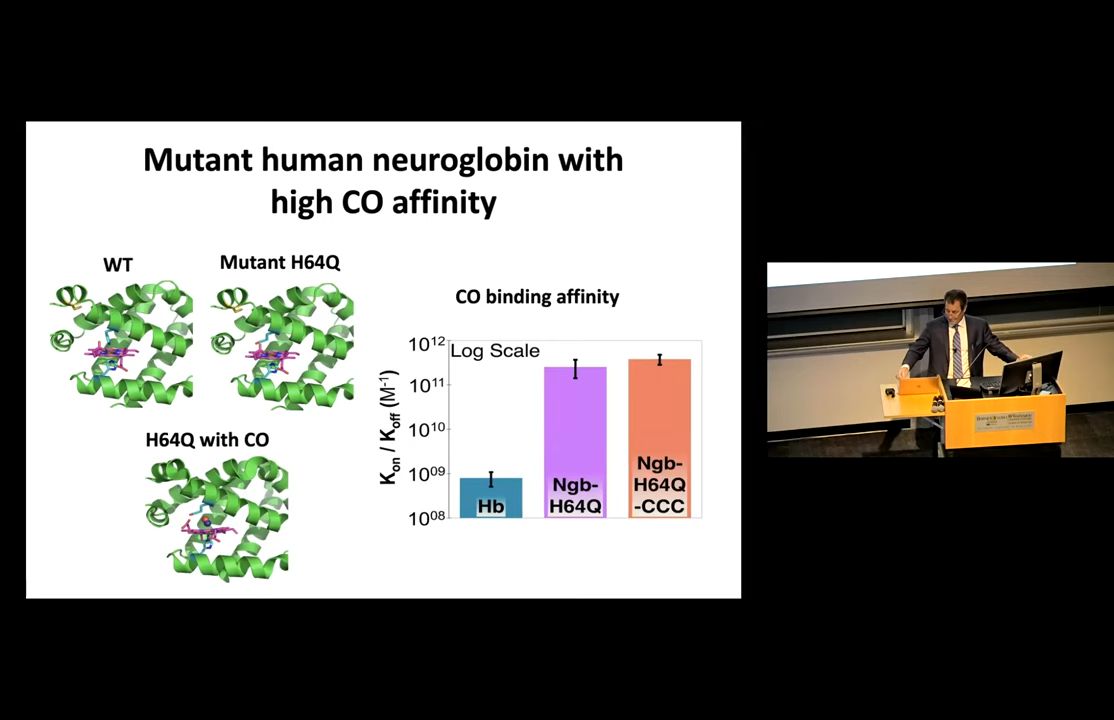 Mutant human neuroglobin with
high CO affinity
WT
Mutant H64Q
H64Q with CO
CO binding affinity
Log Scale
K_on / K_off (M⁻¹)
10¹²
10¹¹
10¹⁰
10⁰⁹
10⁰⁸
Hb
Ngb-
H64Q
Ngb-
H64Q
-CCC